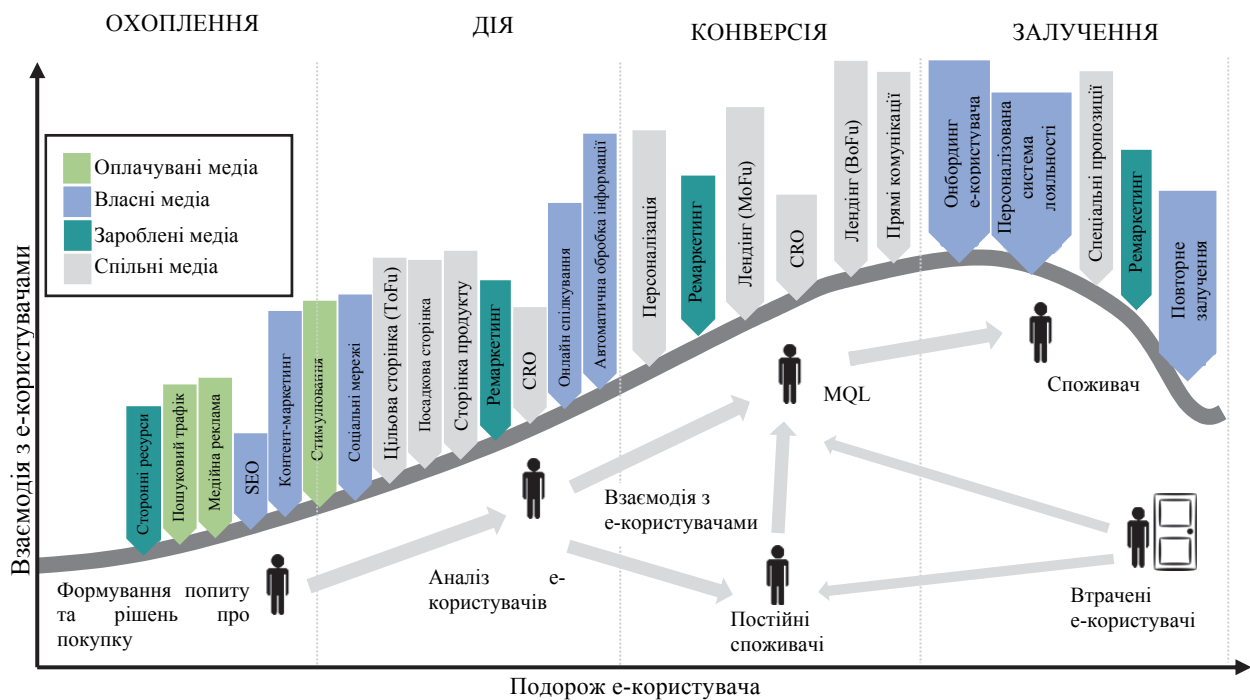 ОХОПЛЕННЯ
ДІЯ
КОНВЕРСІЯ
ЗАЛУЧЕННЯ
Взаємодія з е-користувачами
Оплачувані медіа
Власні медіа
Зароблені медіа
Спільні медіа
Сторонні ресурси
Пошуковий трафік
Медійна реклама
SEO
Контент-маркетинг
Стимулювання
Соціальні мережі
Цільова сторінка (ToFu)
Посадкова сторінка
Сторінка продукту
Ремаркетинг
CRO
Онлайн спілкування
Автоматична обробка інформації
Персоналізація
Ремаркетинг
Лендінг (MoFu)
CRO
Лендінг (BoFu)
Прямі комунікації
Онбординг
е-користувача
Персоналізована
система
лояльності
Спеціальні пропозиції
Ремаркетинг
Повторне
залучення
MQL
Споживач
Взаємодія з
е-користувачами
Формування попиту
та рішень про
покупку
Аналіз е-
користувачів
Постійні
споживачі
Втрачені
е-користувачі
Подорож е-користувача